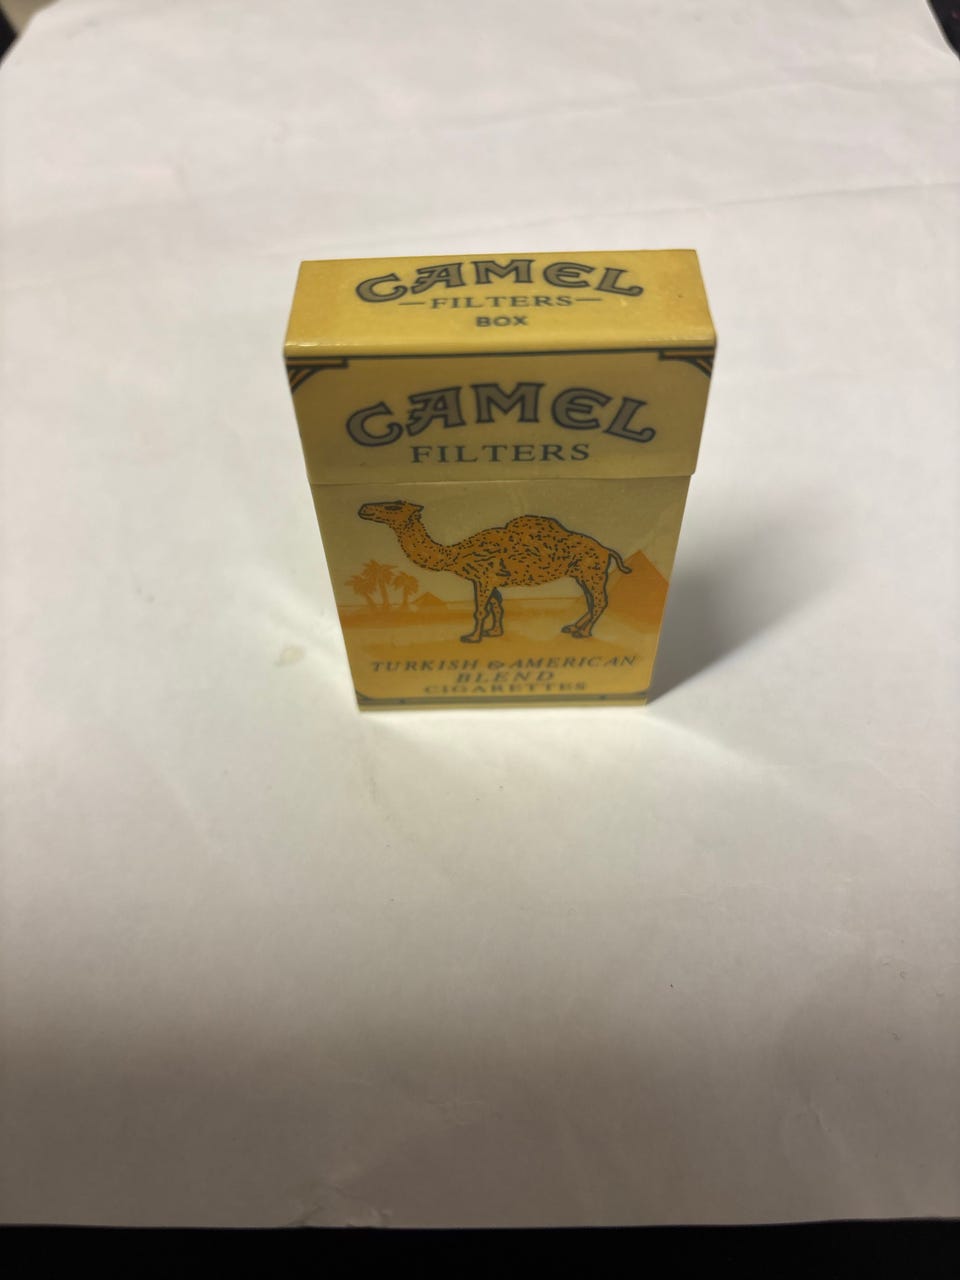 CAMEL
FILTERS
BOX
CAMEL
FILTERS
TURKISH & AMERICAN
BLEND
CIGARETTES